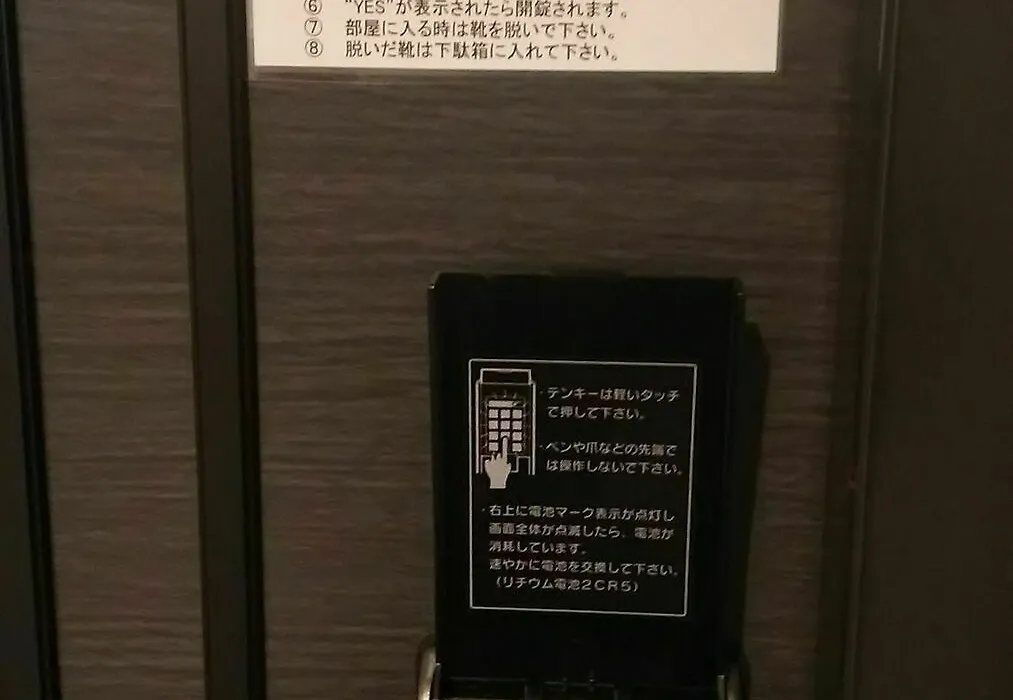 ⑥ “YES”が表示されたら開錠されます。
⑦ 部屋に入る時は靴を脱いで下さい。
⑧ 脱いだ靴は下駄箱に入れて下さい。
・テンキーは軽いタッチ
で押して下さい。
・ペンや爪などの先端で
は操作しないで下さい。
・右上に電池マーク表示が点灯し
画面全体が点滅したら、電池が
消耗しています。
速やかに電池を交換して下さい。
(リチウム電池2CR5)